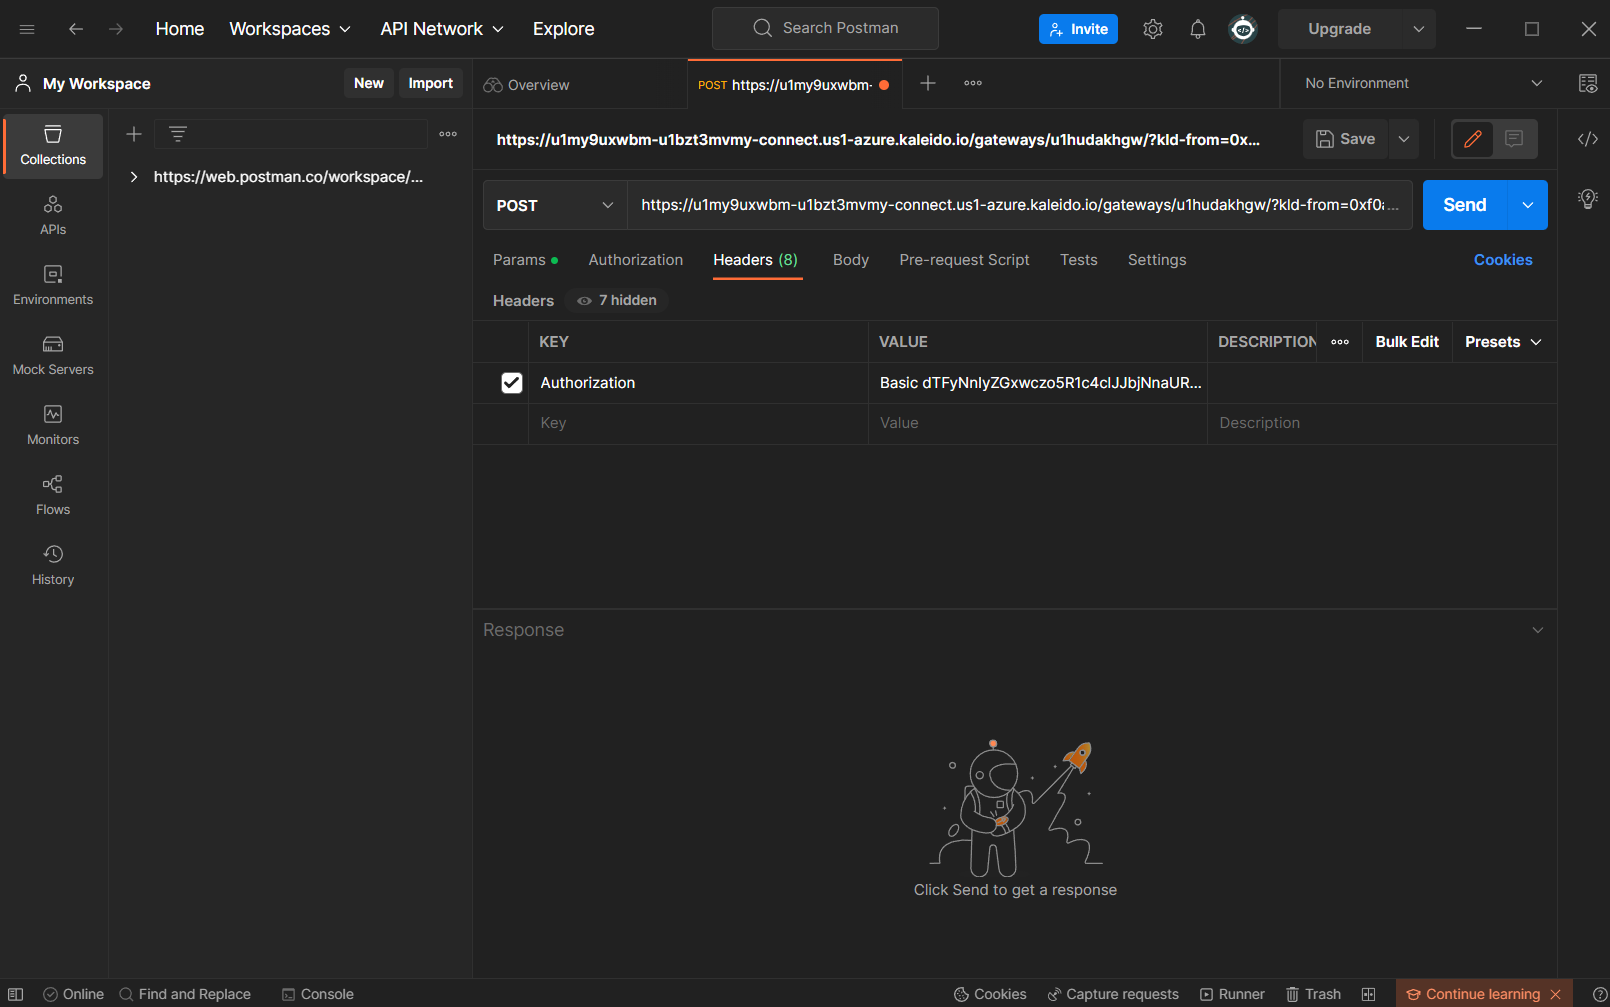 Home Workspaces API Network Explore Search Postman Invite Upgrade
My Workspace New Import Overview POST https://u1my9uxwbm- No Environment
https://u1my9uxwbm-u1bzt3mvmy-connect.us1-azure.kaleido.io/gateways/u1hudakhgw/?kld-from=0x... Save
Collections
https://web.postman.co/workspace/...
POST https://u1my9uxwbm-u1bzt3mvmy-connect.us1-azure.kaleido.io/gateways/u1hudakhgw/?kld-from=0xf0... Send
APIs
Params Authorization Headers (8) Body Pre-request Script Tests Settings Cookies
Environments
Headers 7 hidden
KEY VALUE DESCRIPTION Bulk Edit Presets
Mock Servers
Authorization Basic dTFyNnlyZGxwczo5R1c4clJJbjNnaUR...
Key Value Description
Monitors
Flows
History
Response
Click Send to get a response
Online Find and Replace Console Cookies Capture requests Runner Trash Continue learning